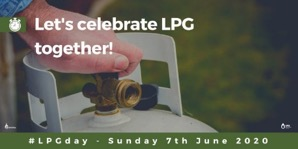 Let's celebrate LPG
together!
#LPGday - Sunday 7th June 2020